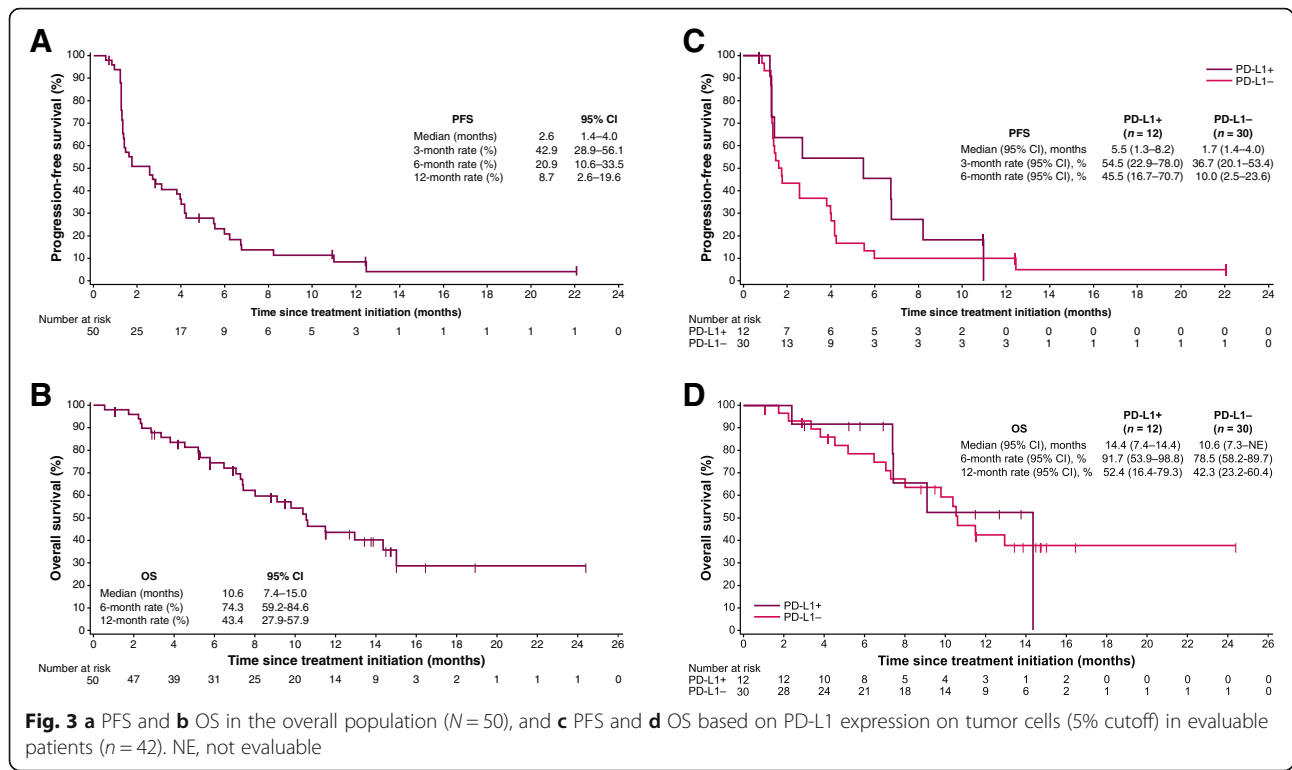 A
Progression-free survival (%)
100
90
80
70
60
50
40
30
20
10
0
PFS 95% CI
Median (months) 2.6 1.4–4.0
3-month rate (%) 42.9 28.9–56.1
6-month rate (%) 20.9 10.6–33.5
12-month rate (%) 8.7 2.6–19.6
0 2 4 6 8 10 12 14 16 18 20 22 24
Time since treatment initiation (months)
Number at risk
50 25 17 9 6 5 3 1 1 1 1 1 0
C
Progression-free survival (%)
100
90
80
70
60
50
40
30
20
10
0
PD-L1+
PD-L1–
PD-L1+ PD-L1–
PFS (n = 12) (n = 30)
Median (95% CI), months 5.5 (1.3–8.2) 1.7 (1.4–4.0)
3-month rate (95% CI), % 54.5 (22.9–78.0) 36.7 (20.1–53.4)
6-month rate (95% CI), % 45.5 (16.7–70.7) 10.0 (2.5–23.6)
0 2 4 6 8 10 12 14 16 18 20 22 24
Time since treatment initiation (months)
Number at risk
PD-L1+ 12 7 6 5 3 2 0 0 0 0 0 0 0
PD-L1– 30 13 9 3 3 3 3 1 1 1 1 1 0
B
Overall survival (%)
100
90
80
70
60
50
40
30
20
10
0
OS 95% CI
Median (months) 10.6 7.4–15.0
6-month rate (%) 74.3 59.2-84.6
12-month rate (%) 43.4 27.9-57.9
0 2 4 6 8 10 12 14 16 18 20 22 24 26
Time since treatment initiation (months)
Number at risk
50 47 39 31 25 20 14 9 3 2 1 1 1 0
D
Overall survival (%)
100
90
80
70
60
50
40
30
20
10
0
PD-L1+ PD-L1–
OS (n = 12) (n = 30)
Median (95% CI), months 14.4 (7.4–14.4) 10.6 (7.3–NE)
6-month rate (95% CI), % 91.7 (53.9–98.8) 78.5 (58.2-89.7)
12-month rate (95% CI), % 52.4 (16.4-79.3) 42.3 (23.2-60.4)
PD-L1+
PD-L1–
0 2 4 6 8 10 12 14 16 18 20 22 24 26
Time since treatment initiation (months)
Number at risk
PD-L1+ 12 12 10 8 5 4 3 1 2 0 0 0 0 0
PD-L1– 30 28 24 21 18 14 9 6 2 1 1 1 1 0
Fig. 3 a PFS and b OS in the overall population (N = 50), and c PFS and d OS based on PD-L1 expression on tumor cells (5% cutoff) in evaluable
patients (n = 42). NE, not evaluable